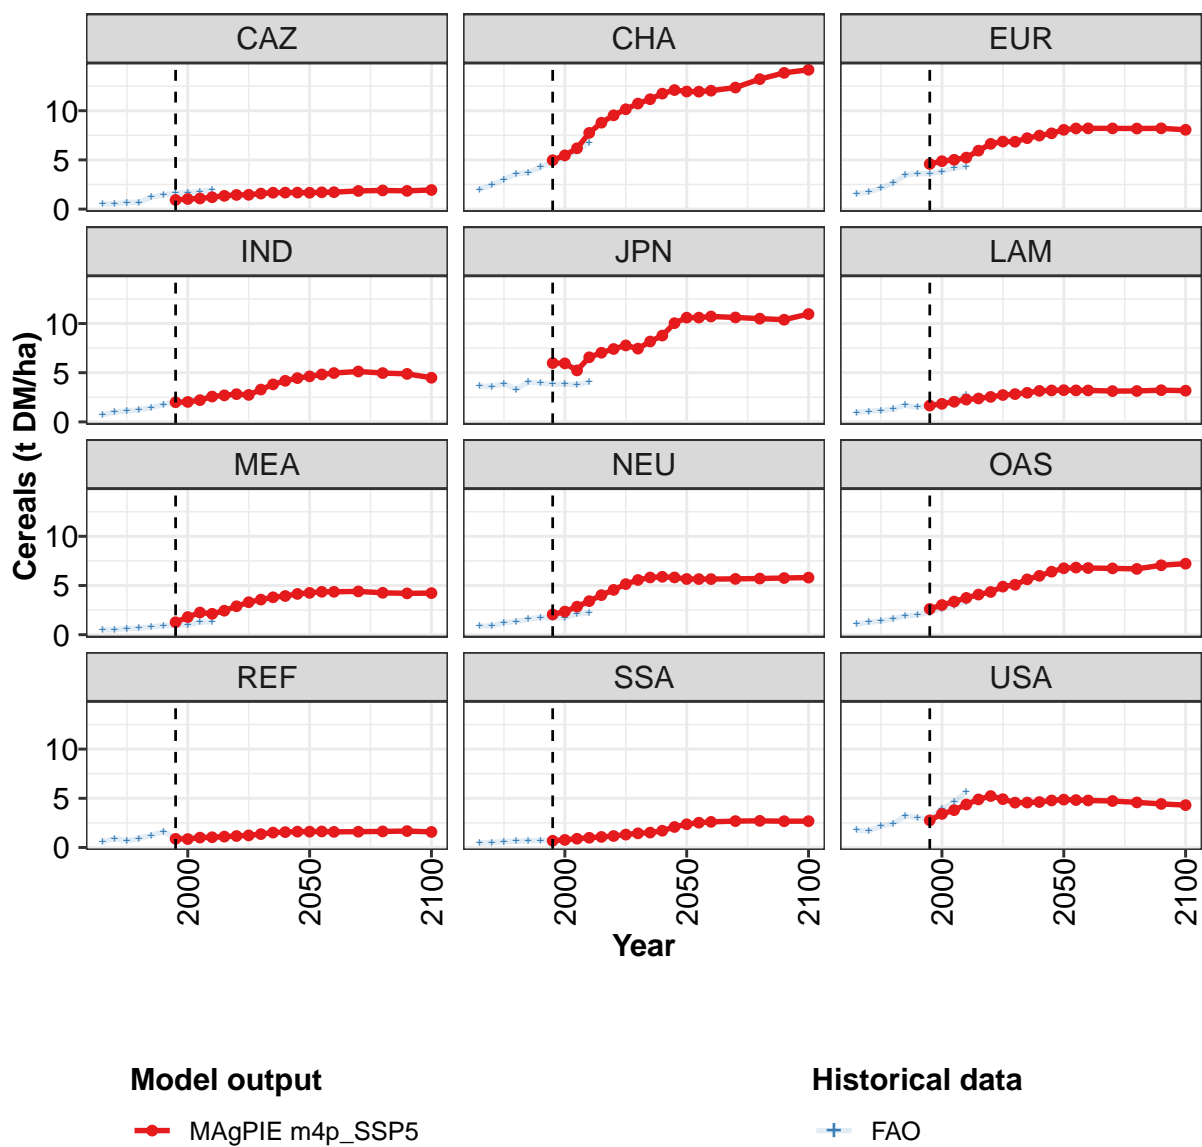 CAZ CHA EUR
10
5
0
IND JPN LAM
10
5
0
MEA NEU OAS
10
5
0
REF SSA USA
10
5
0
Cereals (t DM/ha)
2000 2050 2100 2000 2050 2100 2000 2050 2100
Year
Model output Historical data
MAgPIE m4p_SSP5 FAO